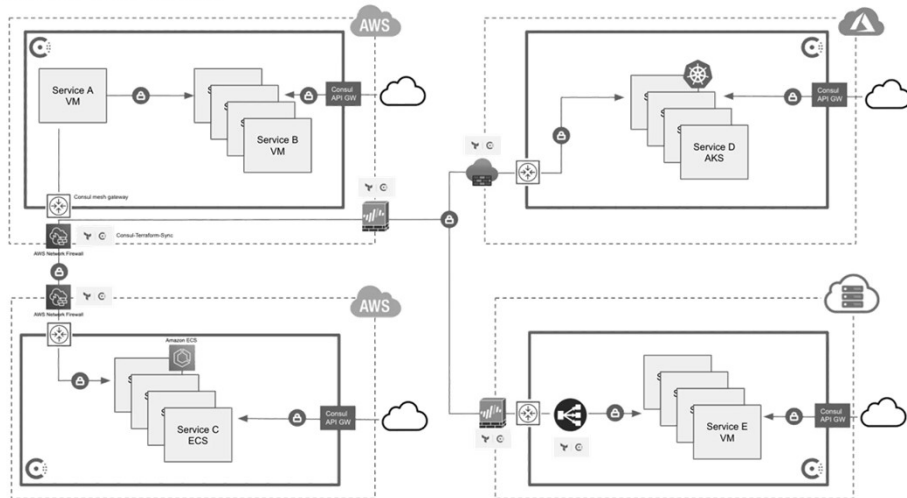 AWS
Service A
VM
S
S
S
Service B
VM
Consul
API GW
Consul mesh gateway
Consul-Terraform-Sync
AWS Network Firewall
S
S
S
Service D
AKS
Consul
API GW
AWS Network Firewall
AWS
Amazon ECS
S
S
S
Service C
ECS
Consul
API GW
S
S
S
Service E
VM
Consul
API GW